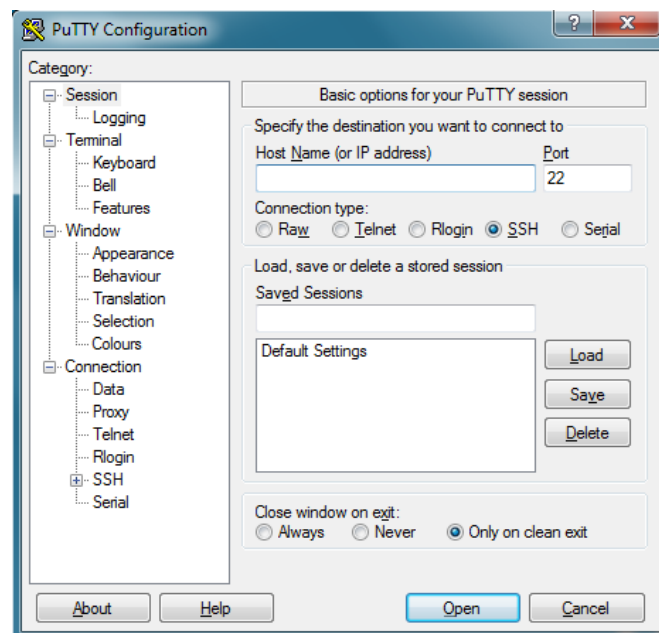 PuTTY Configuration
Category:
Session
Logging
Terminal
Keyboard
Bell
Features
Window
Appearance
Behaviour
Translation
Selection
Colours
Connection
Data
Proxy
Telnet
Rlogin
SSH
Serial
Basic options for your PuTTY session
Specify the destination you want to connect to
Host Name (or IP address) Port
22
Connection type:
Raw Telnet Rlogin SSH Serial
Load, save or delete a stored session
Saved Sessions
Default Settings
Load
Save
Delete
Close window on exit:
Always Never Only on clean exit
About Help Open Cancel